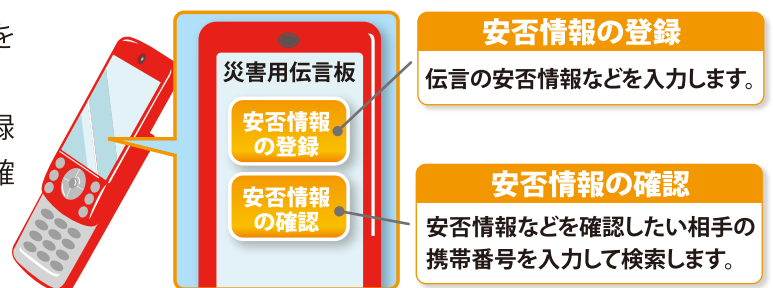 を
録
確
災害用伝言板
安否情報
の登録
安否情報
の確認
安否情報の登録
伝言の安否情報などを入力します。
安否情報の確認
安否情報などを確認したい相手の
携帯番号を入力して検索します。